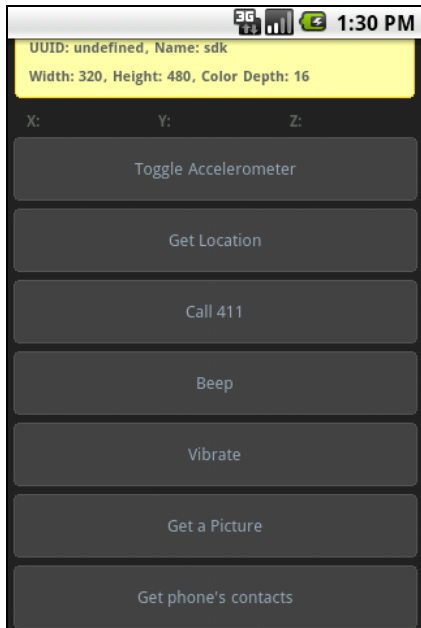 3G 1:30 PM
UUID: undefined, Name: sdk
Width: 320, Height: 480, Color Depth: 16
X: Y: Z:
Toggle Accelerometer
Get Location
Call 411
Beep
Vibrate
Get a Picture
Get phone's contacts